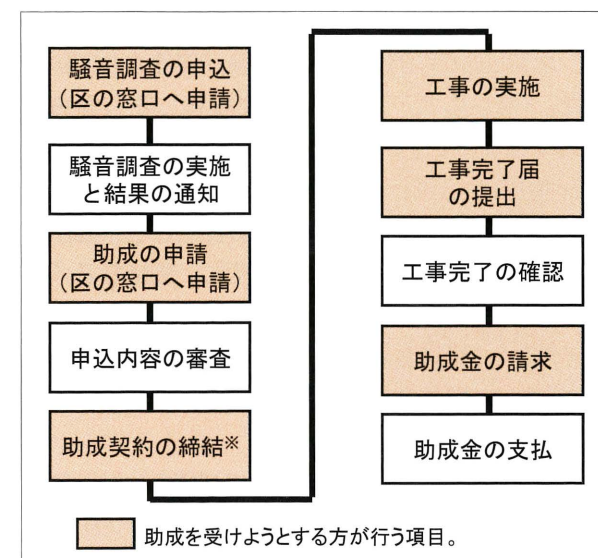 騒音調査の申込
（区の窓口へ申請）
騒音調査の実施
と結果の通知
助成の申請
（区の窓口へ申請）
申込内容の審査
助成契約の締結※
工事の実施
工事完了届
の提出
工事完了の確認
助成金の請求
助成金の支払
助成を受けようとする方が行う項目。